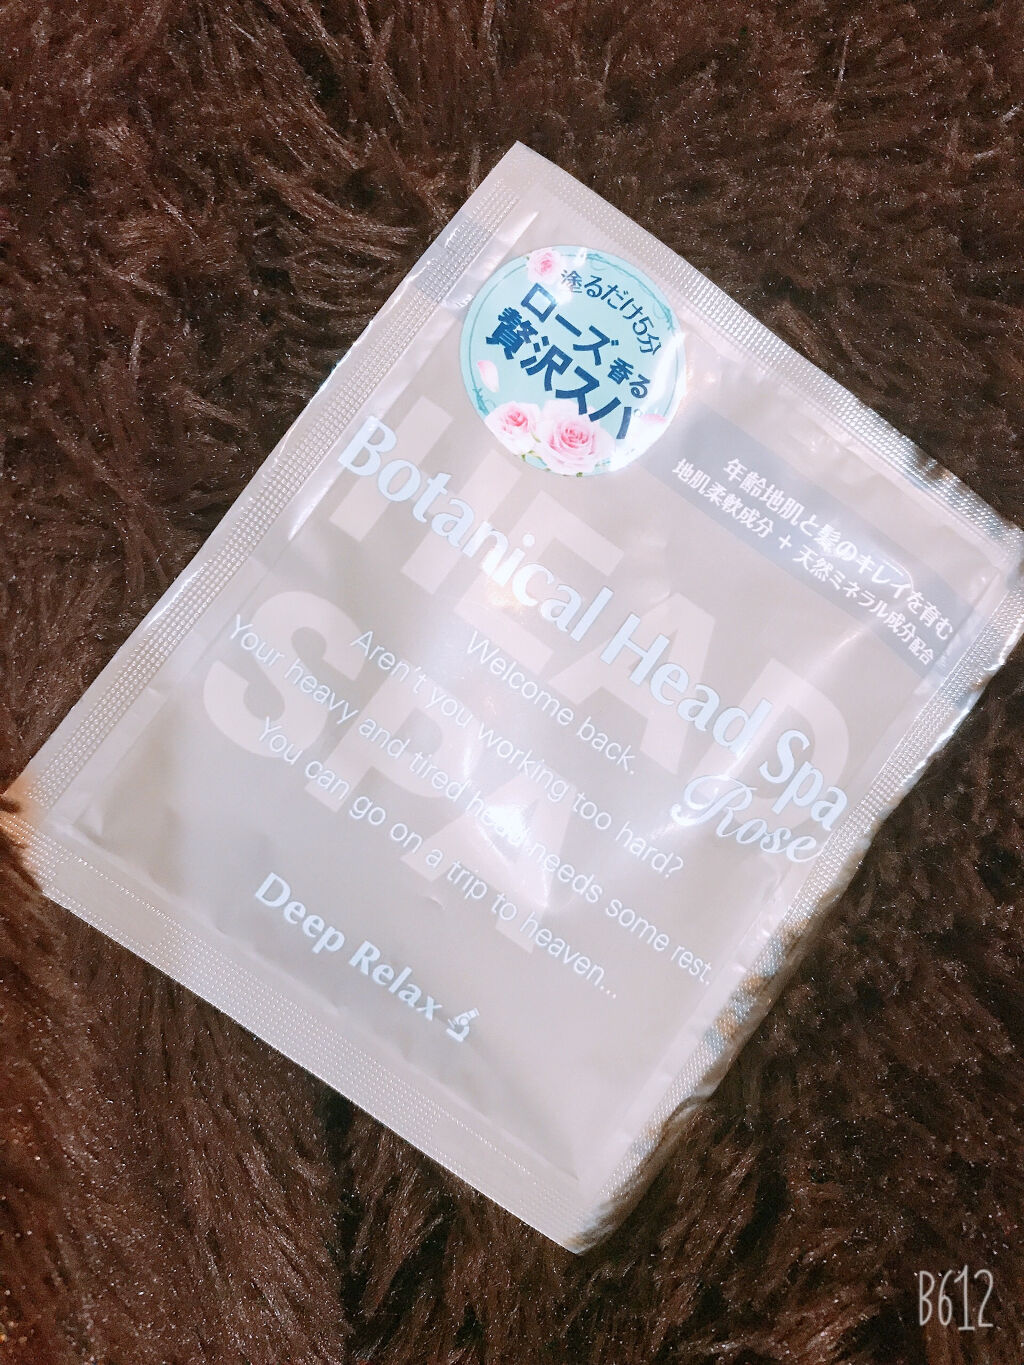 塗るだけ5分
ローズ香る
贅沢スパ
年齢地肌と髪のキレイを育む
地肌柔軟成分+天然ミネラル成分配合
HEAD
SPA
Botanical Head Spa
Rose
Welcome back.
Aren't you working too hard?
Your heavy and tired head needs some rest.
You can go on a trip to heaven...
Deep Relax
B612